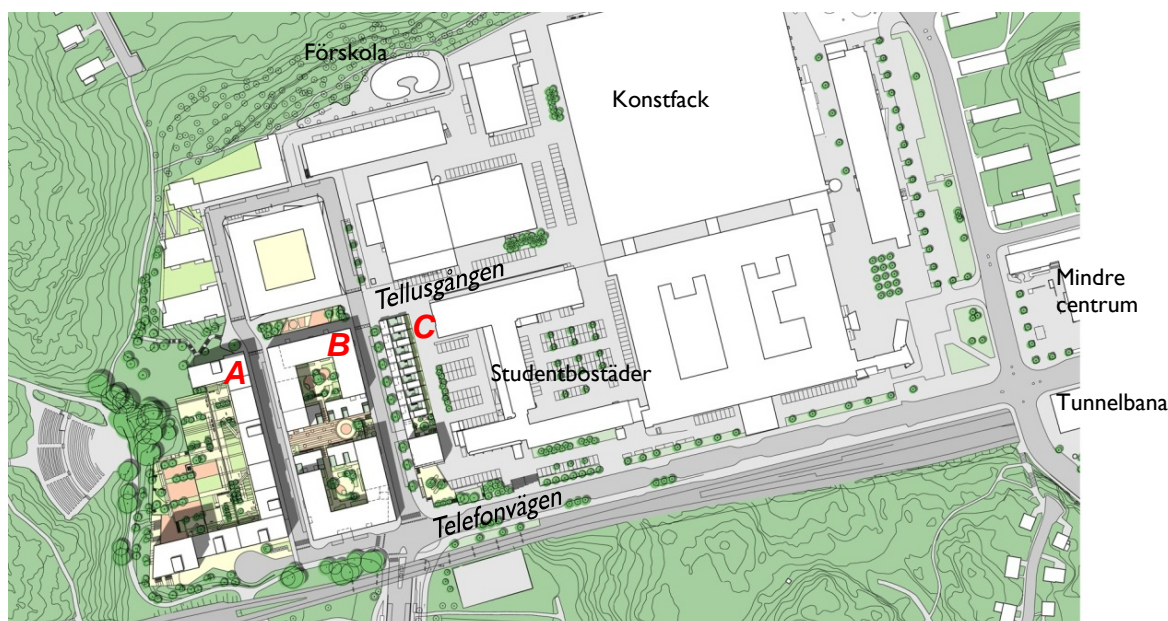 Förskola
Konstfack
Tellusgången
Mindre
centrum
C
B
A
Studentbostäder
Tunnelbana
Telefonvägen